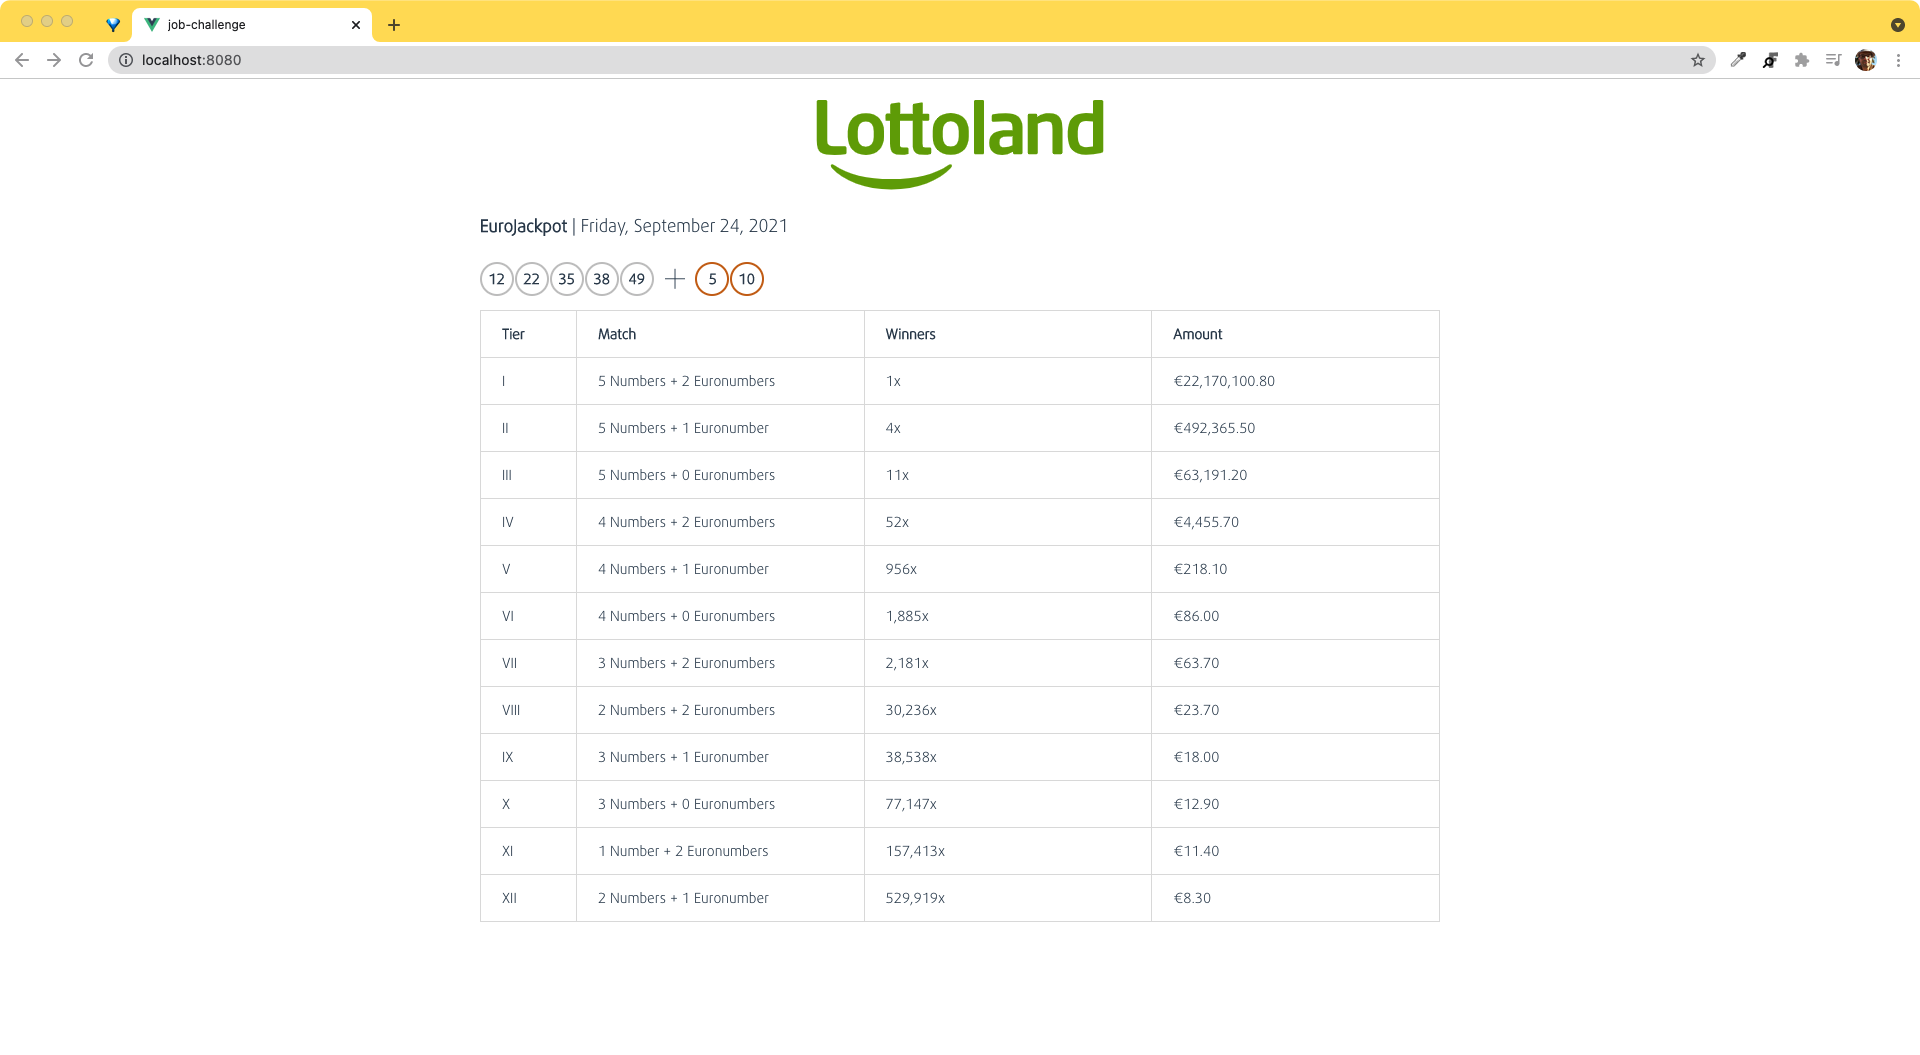 job-challenge
localhost:8080
Lottoland
EuroJackpot | Friday, September 24, 2021
12 22 35 38 49 + 5 10
Tier Match Winners Amount
I 5 Numbers + 2 Euronumbers 1x €22,170,100.80
II 5 Numbers + 1 Euronumber 4x €492,365.50
III 5 Numbers + 0 Euronumbers 11x €63,191.20
IV 4 Numbers + 2 Euronumbers 52x €4,455.70
V 4 Numbers + 1 Euronumber 956x €218.10
VI 4 Numbers + 0 Euronumbers 1,885x €86.00
VII 3 Numbers + 2 Euronumbers 2,181x €63.70
VIII 2 Numbers + 2 Euronumbers 30,236x €23.70
IX 3 Numbers + 1 Euronumber 38,538x €18.00
X 3 Numbers + 0 Euronumbers 77,147x €12.90
XI 1 Number + 2 Euronumbers 157,413x €11.40
XII 2 Numbers + 1 Euronumber 529,919x €8.30